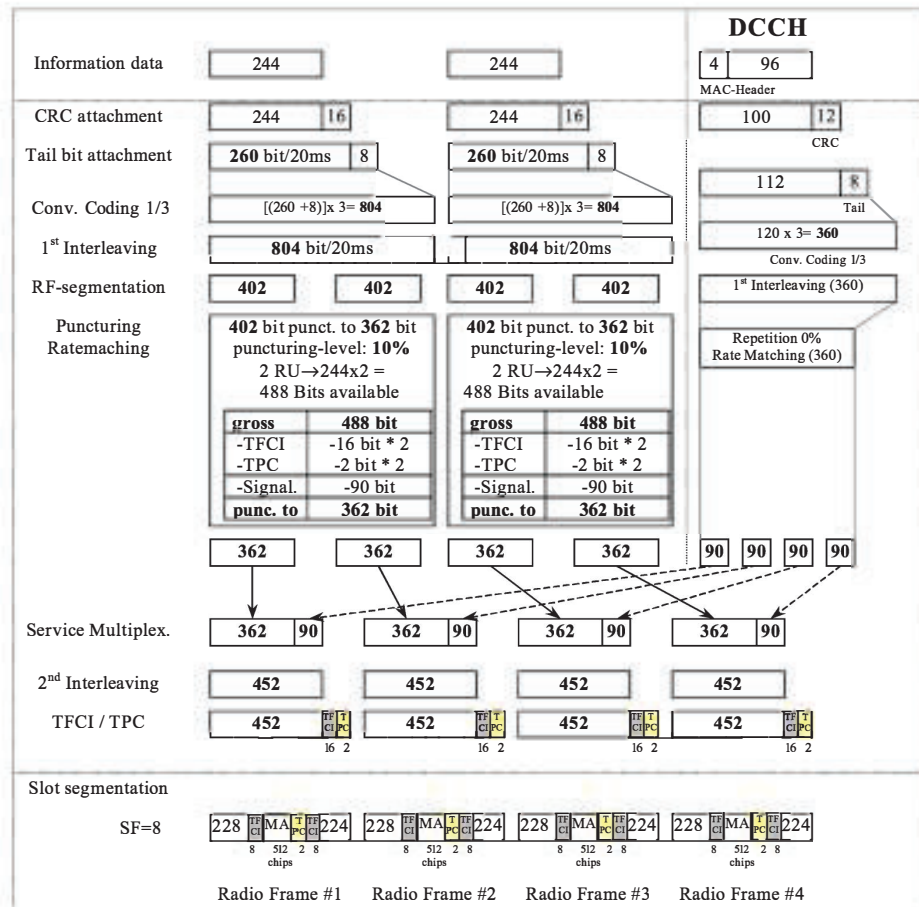 DCCH
Information data 244 244 4 96
MAC-Header
CRC attachment 244 16 244 16 100 12
CRC
Tail bit attachment 260 bit/20ms 8 260 bit/20ms 8
112 8
Tail
Conv. Coding 1/3 [(260 +8)]x 3= 804 [(260 +8)]x 3= 804
120 x 3= 360
Conv. Coding 1/3
1st Interleaving 804 bit/20ms 804 bit/20ms
RF-segmentation 402 402 402 402 1st Interleaving (360)
Puncturing
Ratemaching
402 bit punct. to 362 bit
puncturing-level: 10%
2 RU→244x2 =
488 Bits available
gross 488 bit
-TFCI -16 bit * 2
-TPC -2 bit * 2
-Signal. -90 bit
punc. to 362 bit
402 bit punct. to 362 bit
puncturing-level: 10%
2 RU→244x2 =
488 Bits available
gross 488 bit
-TFCI -16 bit * 2
-TPC -2 bit * 2
-Signal. -90 bit
punc. to 362 bit
Repetition 0%
Rate Matching (360)
362 362 362 362 90 90 90 90
Service Multiplex. 362 90 362 90 362 90 362 90
2nd Interleaving 452 452 452 452
TFCI / TPC 452 TF CI T PC 452 TF CI T PC 452 TF CI T PC 452 TF CI T PC
16 2 16 2 16 2 16 2
Slot segmentation
SF=8 228 TF CI MA T PC TF CI 224 228 TF CI MA T PC TF CI 224 228 TF CI MA T PC TF CI 224 228 TF CI MA T PC TF CI 224
8 512 2 8 8 512 2 8 8 512 2 8 8 512 2 8
chips chips chips chips
Radio Frame #1 Radio Frame #2 Radio Frame #3 Radio Frame #4